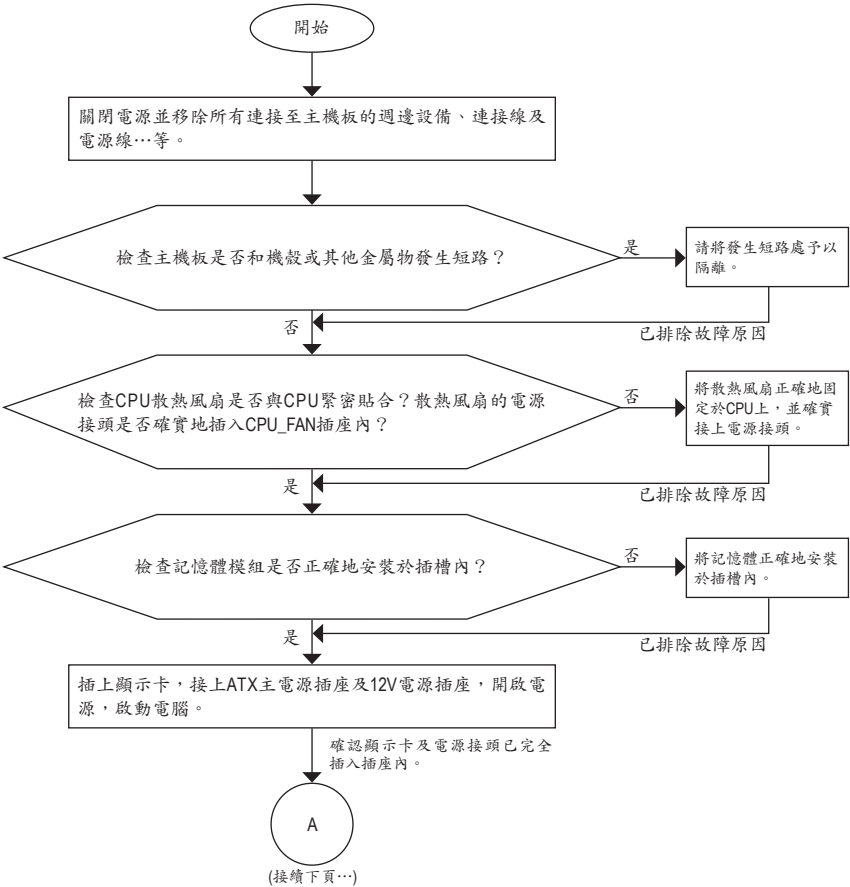 開始
關閉電源並移除所有連接至主機板的週邊設備、連接線及
電源線…等。
檢查主機板是否和機殼或其他金屬物發生短路？
是
請將發生短路處予以
隔離。
否
已排除故障原因
檢查CPU散熱風扇是否與CPU緊密貼合？散熱風扇的電源
接頭是否確實地插入CPU_FAN插座內？
否
將散熱風扇正確地固
定於CPU上，並確實
接上電源接頭。
是
已排除故障原因
檢查記憶體模組是否正確地安裝於插槽內？
否
將記憶體正確地安裝
於插槽內。
是
已排除故障原因
插上顯示卡，接上ATX主電源插座及12V電源插座，開啟電
源，啟動電腦。
確認顯示卡及電源接頭已完全
插入插座內。
A
(接續下頁…)